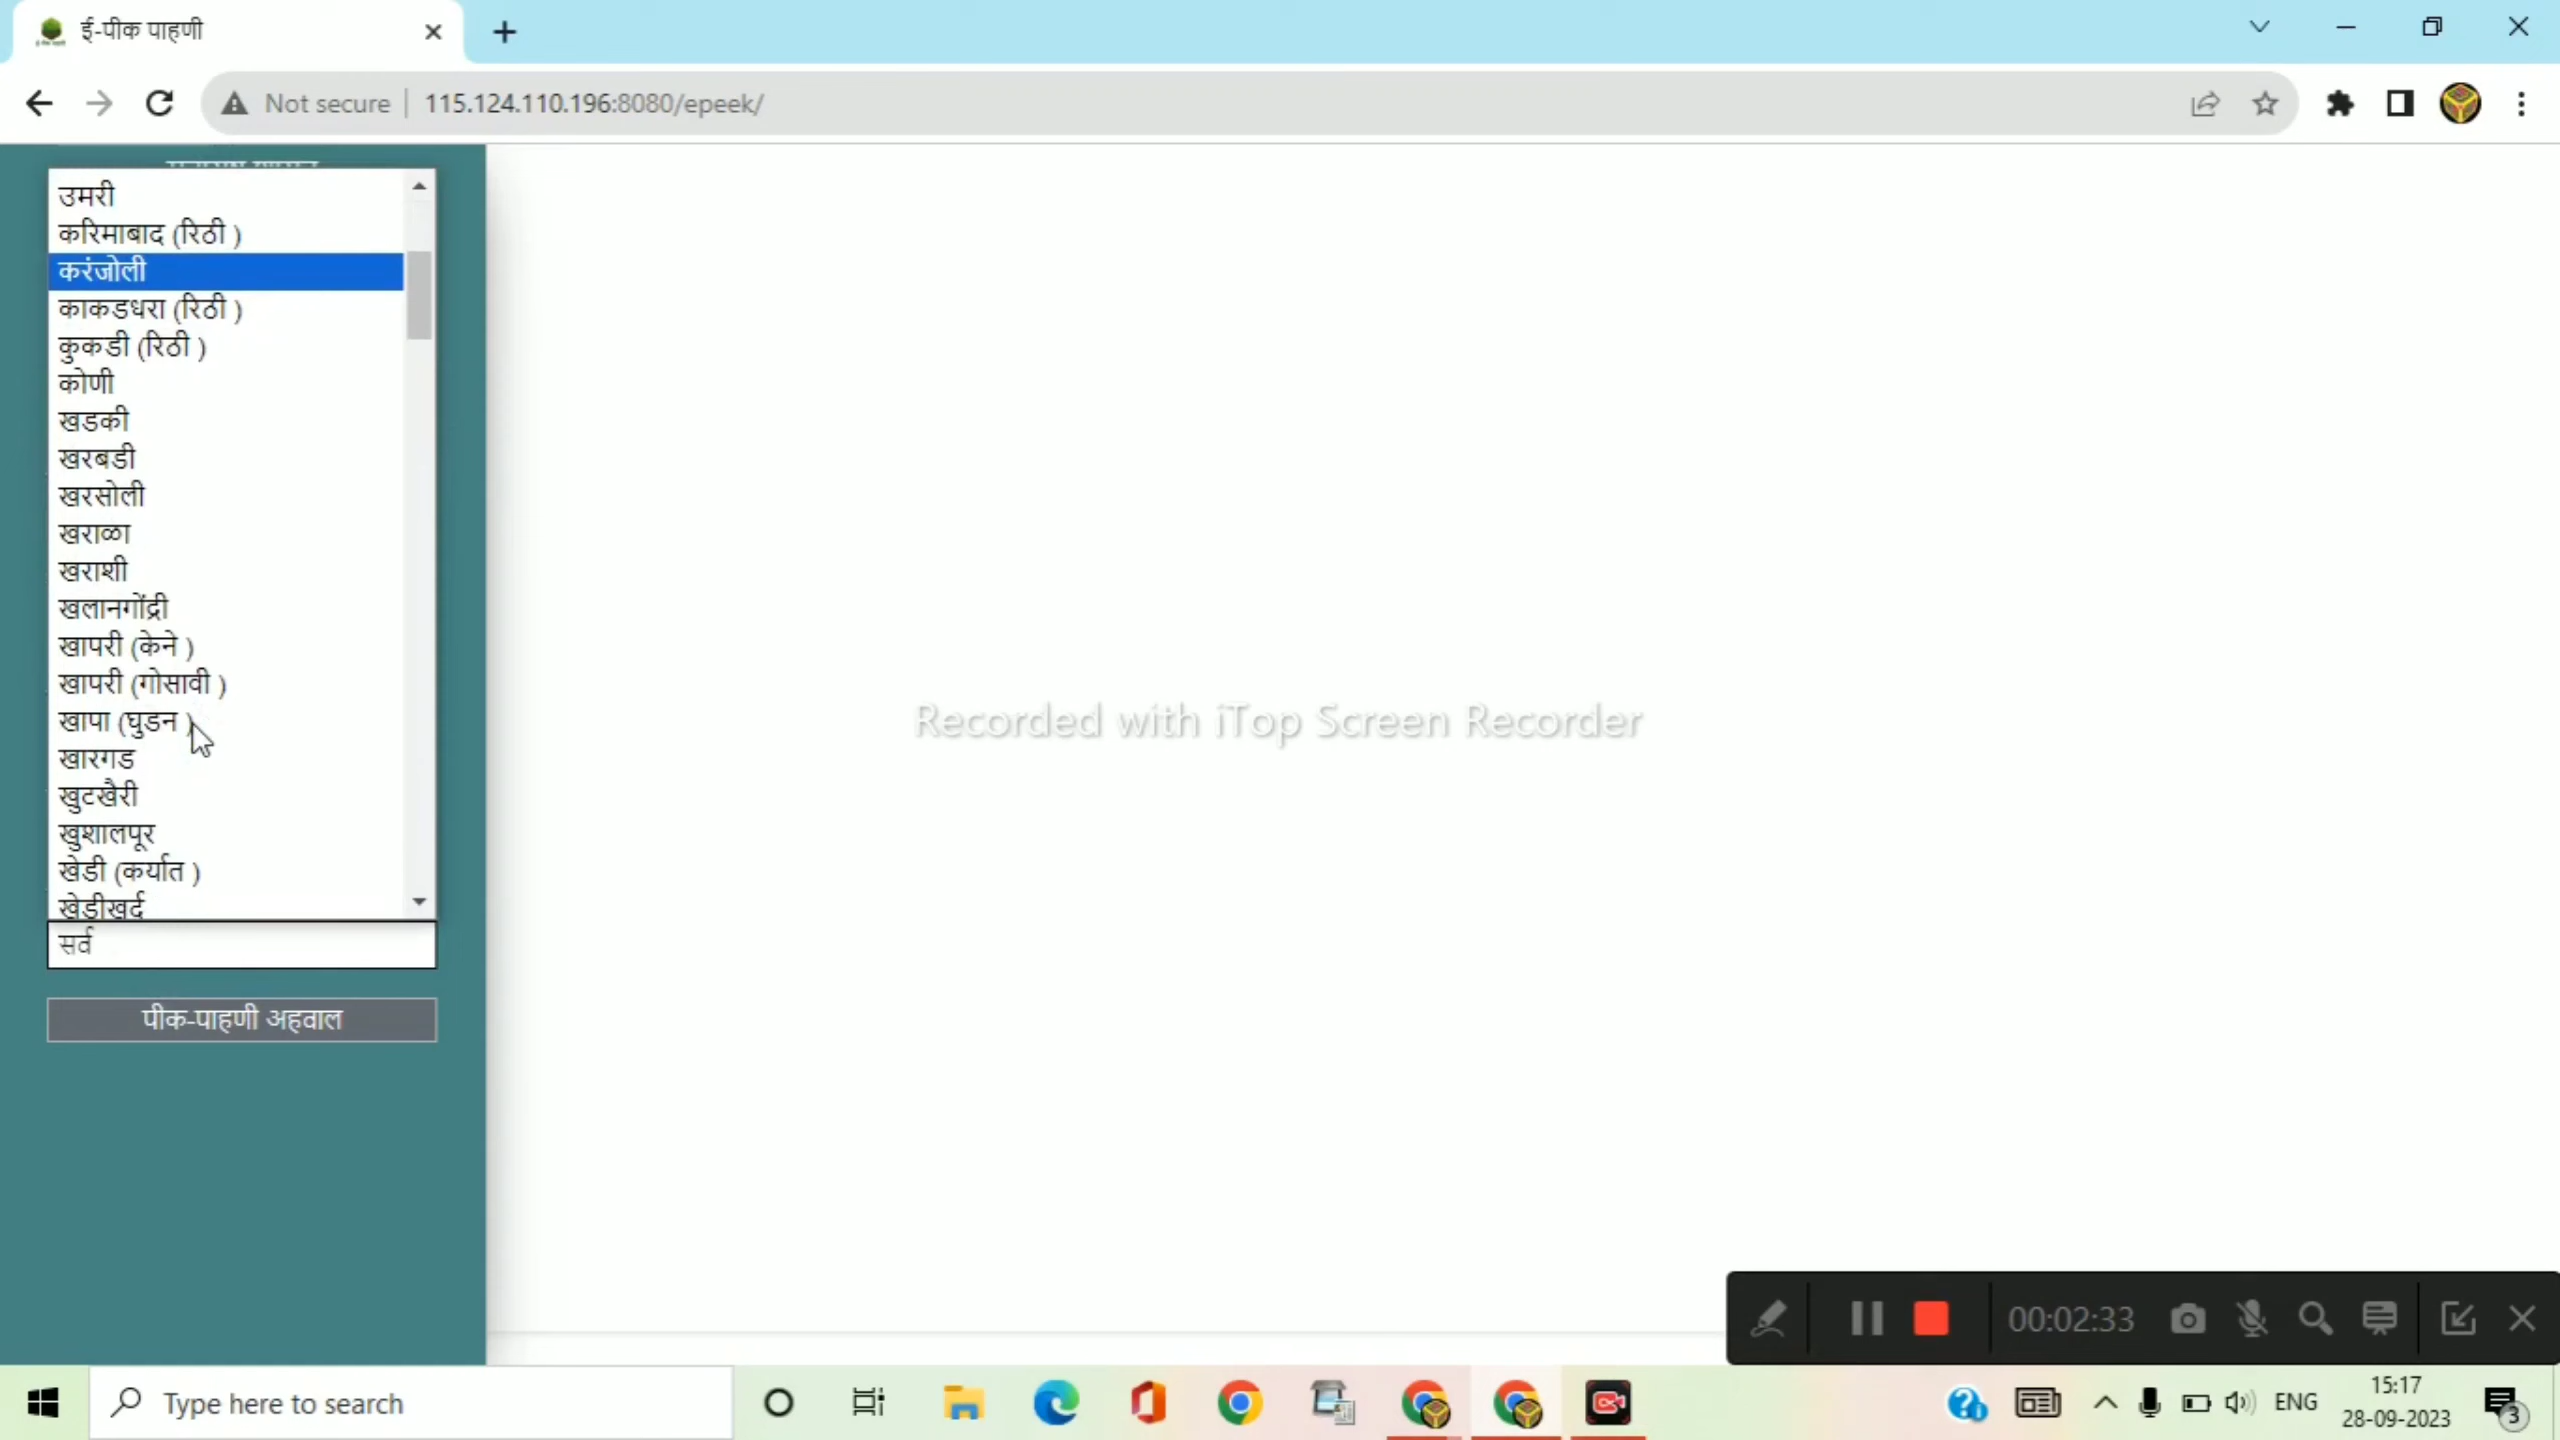 ई-पीक पाहणी
Not secure
115.124.110.196:8080/epeek/
उमरी
करिमाबाद (रिठी )
करंजोली
काकडधरा (रिठी )
कुकडी (रिठी )
कोणी
खडकी
खरबडी
खरसोली
खराळा
खराशी
खलानगोंद्री
खापरी (केने )
खापरी (गोसावी )
खापा (घुडन )
खारगड
खुटखैरी
खुशालपूर
खेडी (कर्यात )
खेडीखुर्द
सर्व
पीक-पाहणी अहवाल
Recorded with iTop Screen Recorder
00:02:33
Type here to search
ENG
15:17
28-09-2023
3